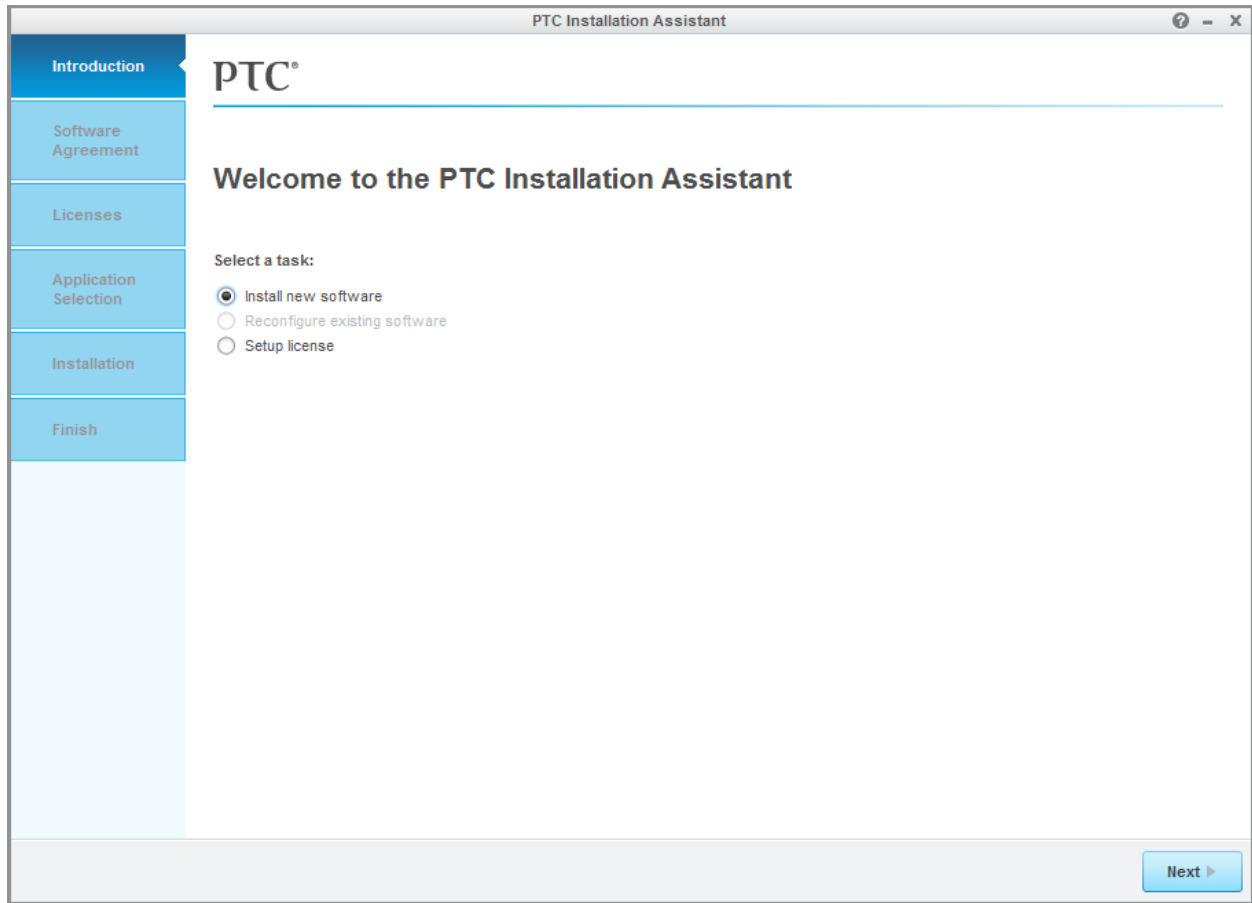 PTC Installation Assistant
Introduction
Software
Agreement
Licenses
Application
Selection
Installation
Finish
PTC®
Welcome to the PTC Installation Assistant
Select a task:
Install new software
Reconfigure existing software
Setup license
Next